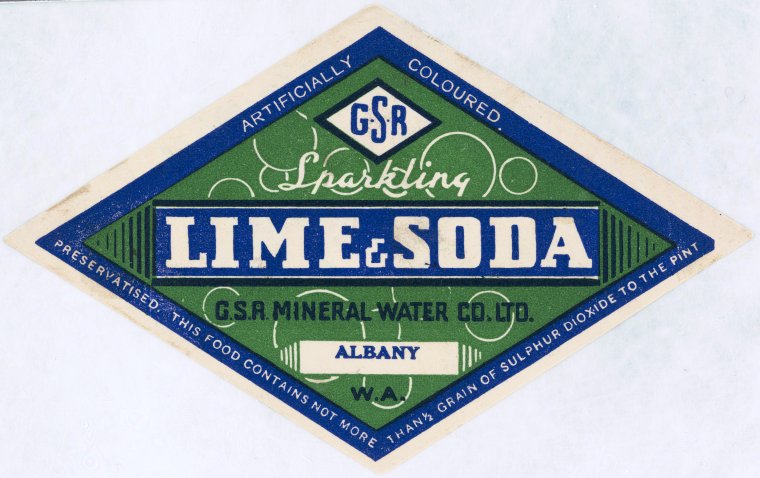 ARTIFICIALLY COLOURED
G.S.R
Sparkling
LIME & SODA
G.S.R. MINERAL WATER CO. LTD.
ALBANY
W.A.
PRESERVATISED. THIS FOOD CONTAINS NOT MORE THAN ½ GRAIN OF SULPHUR DIOXIDE TO THE PINT